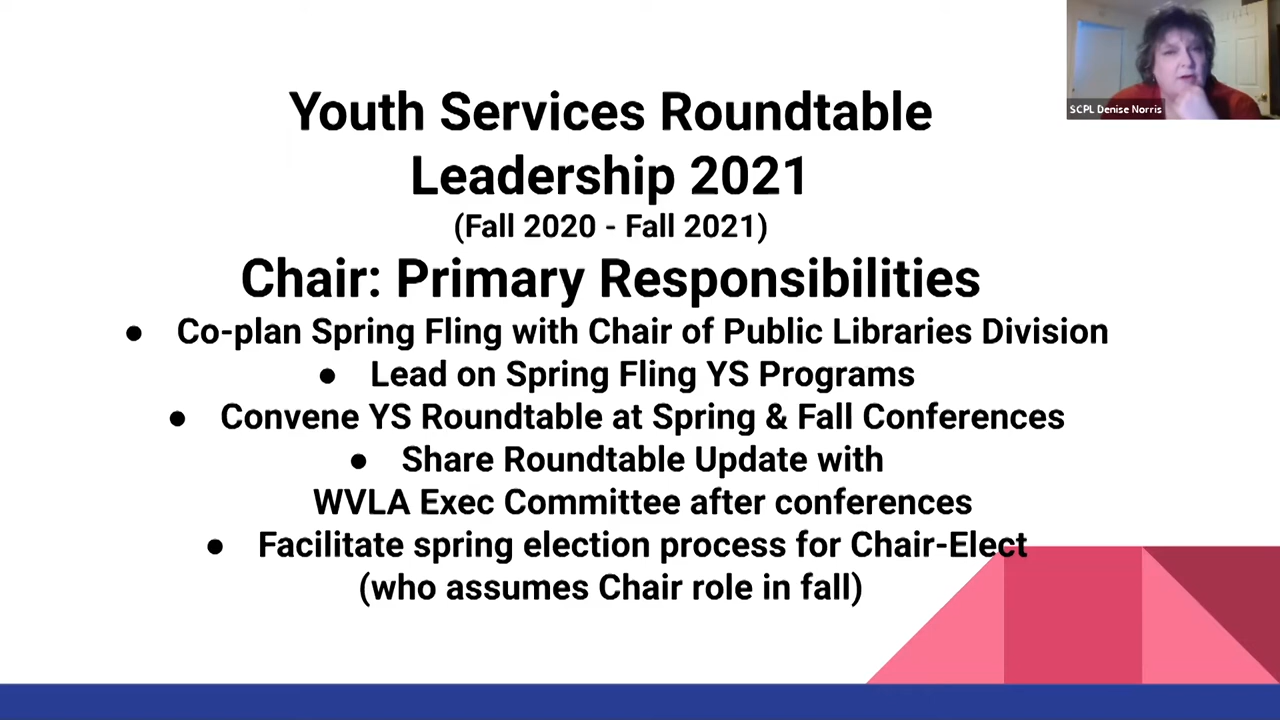 Youth Services Roundtable
Leadership 2021
(Fall 2020 - Fall 2021)
Chair: Primary Responsibilities
● Co-plan Spring Fling with Chair of Public Libraries Division
● Lead on Spring Fling YS Programs
● Convene YS Roundtable at Spring & Fall Conferences
● Share Roundtable Update with
WVLA Exec Committee after conferences
● Facilitate spring election process for Chair-Elect
(who assumes Chair role in fall)
SCPL Denise Norris